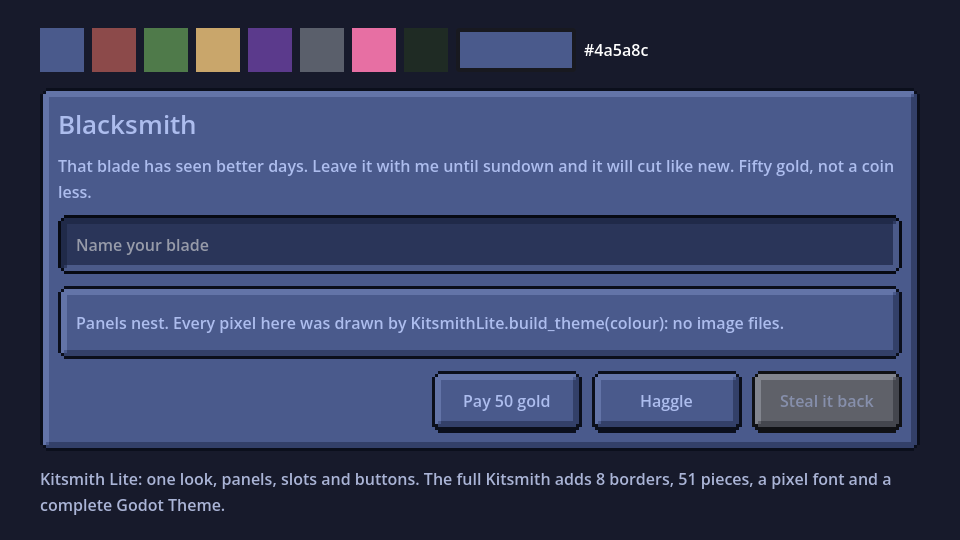 #4a5a8c
Blacksmith
That blade has seen better days. Leave it with me until sundown and it will cut like new. Fifty gold, not a coin
less.
Name your blade
Panels nest. Every pixel here was drawn by KitsmithLite.build_theme(colour): no image files.
Pay 50 gold
Haggle
Steal it back
Kitsmith Lite: one look, panels, slots and buttons. The full Kitsmith adds 8 borders, 51 pieces, a pixel font and a
complete Godot Theme.